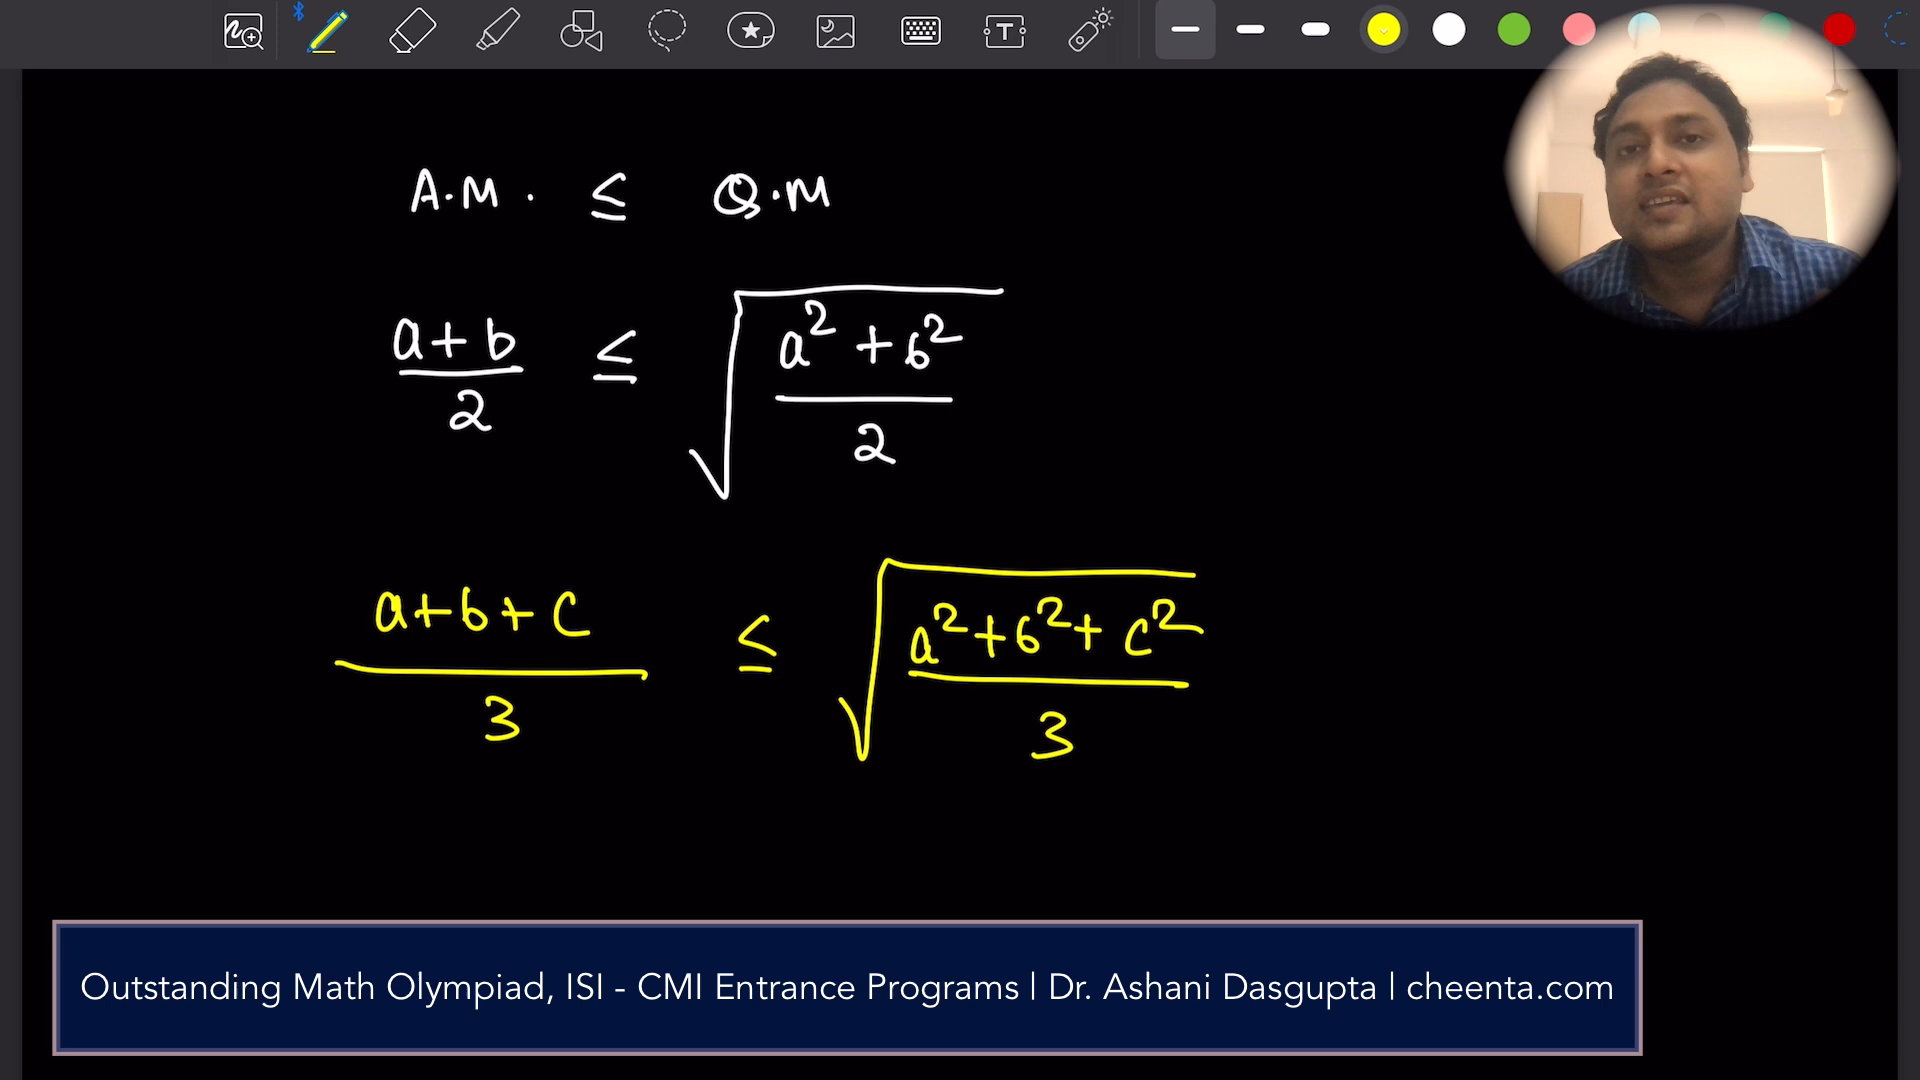 A.M. ≤ Q.M
a+b/2 ≤ √(a²+b²/2)
a+b+c/3 ≤ √(a²+b²+c²/3)
Outstanding Math Olympiad, ISI - CMI Entrance Programs | Dr. Ashani Dasgupta | cheenta.com